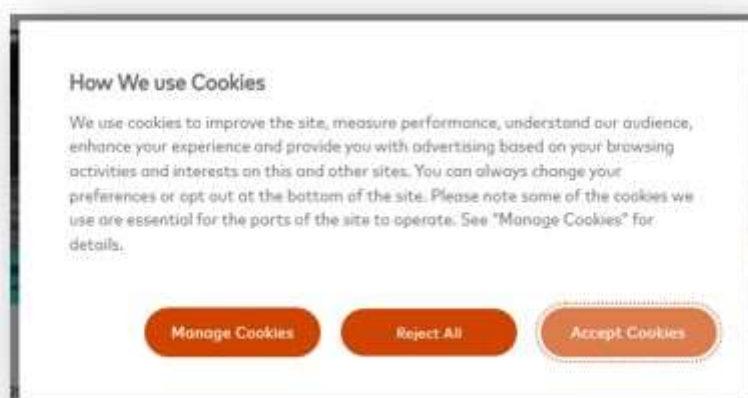 How We use Cookies
We use cookies to improve the site, measure performance, understand our audience,
enhance your experience and provide you with advertising based on your browsing
activities and interests on this and other sites. You can always change your
preferences or opt out at the bottom of the site. Please note some of the cookies we
use are essential for the parts of the site to operate. See "Manage Cookies" for
details.
Manage Cookies Reject All Accept Cookies